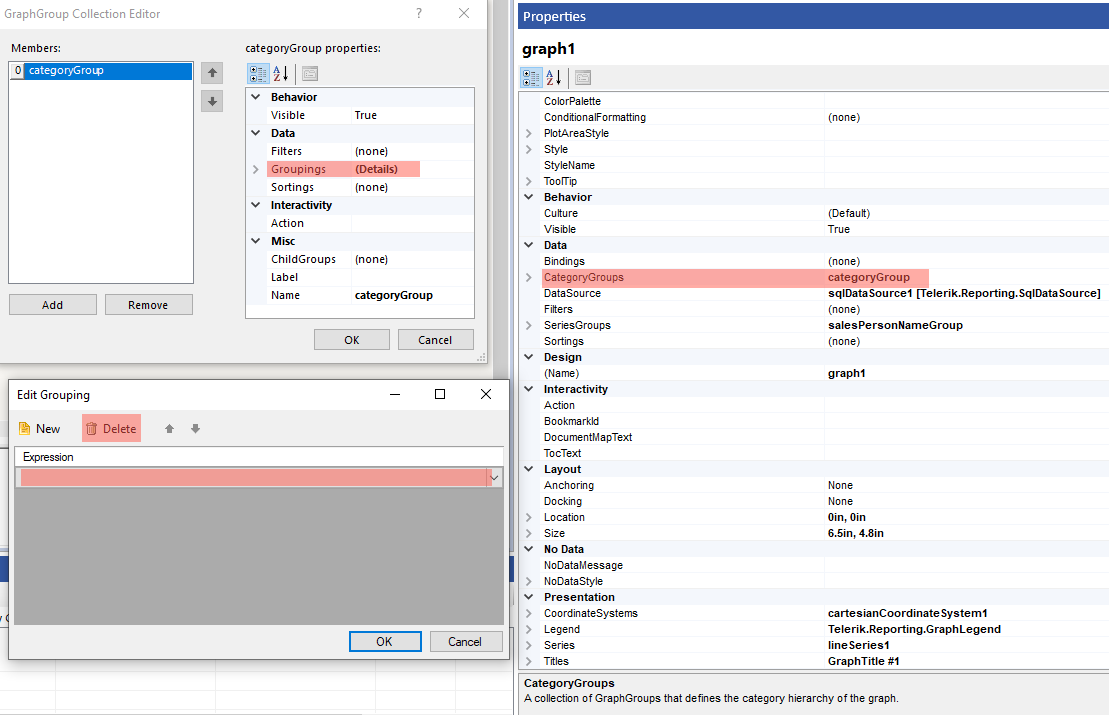 GraphGroup Collection Editor
?
Members:
0 categoryGroup
Add
Remove
categoryGroup properties:
Behavior
Visible True
Data
Filters (none)
Groupings (Details)
Sortings (none)
Interactivity
Action
Misc
ChildGroups (none)
Label
Name categoryGroup
OK
Cancel
Edit Grouping
New
Delete
Expression
OK
Cancel
Properties
graph1
ColorPalette
ConditionalFormatting (none)
PlotAreaStyle
Style
StyleName
ToolTip
Behavior
Culture (Default)
Visible True
Data
Bindings (none)
CategoryGroups categoryGroup
DataSource sqlDataSource1 [Telerik.Reporting.SqlDataSource]
Filters (none)
SeriesGroups salesPersonNameGroup
Sortings (none)
Design
(Name) graph1
Interactivity
Action
BookmarkId
DocumentMapText
TocText
Layout
Anchoring None
Docking None
Location 0in, 0in
Size 6.5in, 4.8in
No Data
NoDataMessage
NoDataStyle
Presentation
CoordinateSystems cartesianCoordinateSystem1
Legend Telerik.Reporting.GraphLegend
Series lineSeries1
Titles GraphTitle #1
CategoryGroups
A collection of GraphGroups that defines the category hierarchy of the graph.